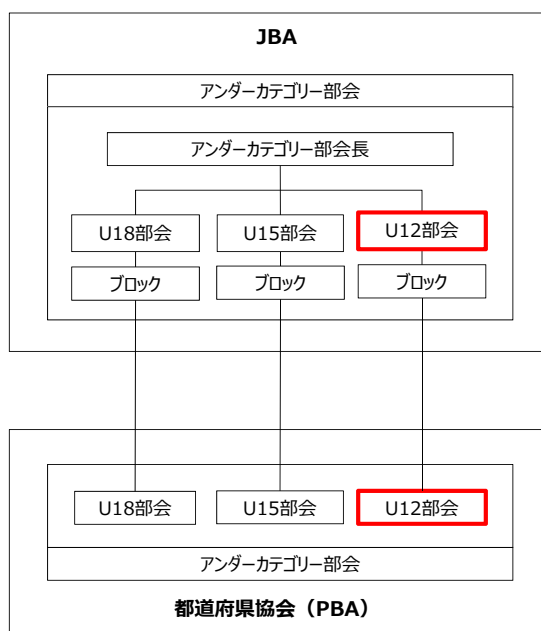 JBA
アンダーカテゴリー部会
アンダーカテゴリー部会長
U18部会
U15部会
U12部会
ブロック
ブロック
ブロック
U18部会
U15部会
U12部会
アンダーカテゴリー部会
都道府県協会（PBA）